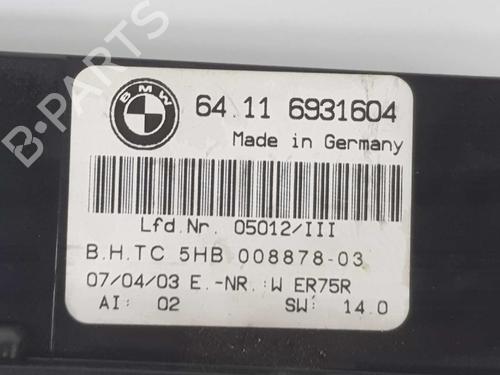 B-PARTS
BMW
64.11 6931604
Made in Germany
Lfd.Nr. 05012/III
B.H.TC 5HB 008878-03
07/04/03 E.-NR.:W ER75R
AI: 02 SW: 14.0